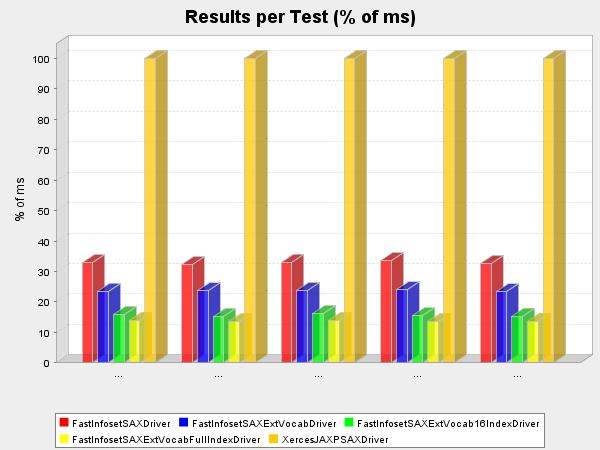 Results per Test (% of ms)
100
90
80
70
60
50
40
30
20
10
0
% of ms
... ... ... ... ...
FastInfosetSAXDriver FastInfosetSAXExtVocabDriver FastInfosetSAXExtVocab16IndexDriver
FastInfosetSAXExtVocabFullIndexDriver XercesJAXPSAXDriver